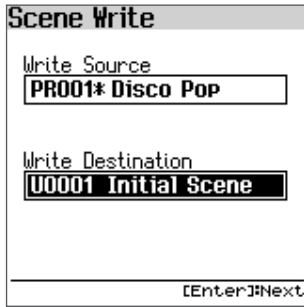 Scene Write
Write Source
PR001* Disco Pop
Write Destination
U0001 Initial Scene
[Enter]:Next